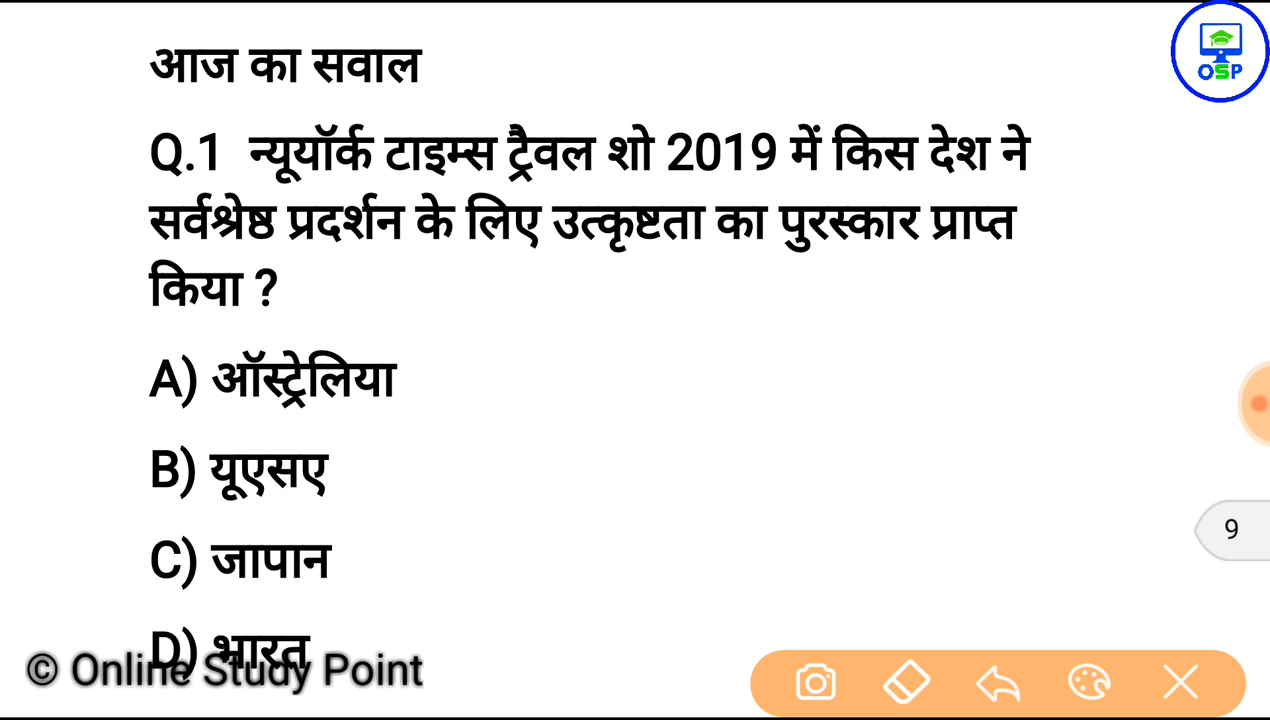 OSP
आज का सवाल
Q.1 न्यूयॉर्क टाइम्स ट्रैवल शो 2019 में किस देश ने
सर्वश्रेष्ठ प्रदर्शन के लिए उत्कृष्टता का पुरस्कार प्राप्त
किया ?
A) ऑस्ट्रेलिया
B) यूएसए
9
C) जापान
D) भारत
© Online Study Point